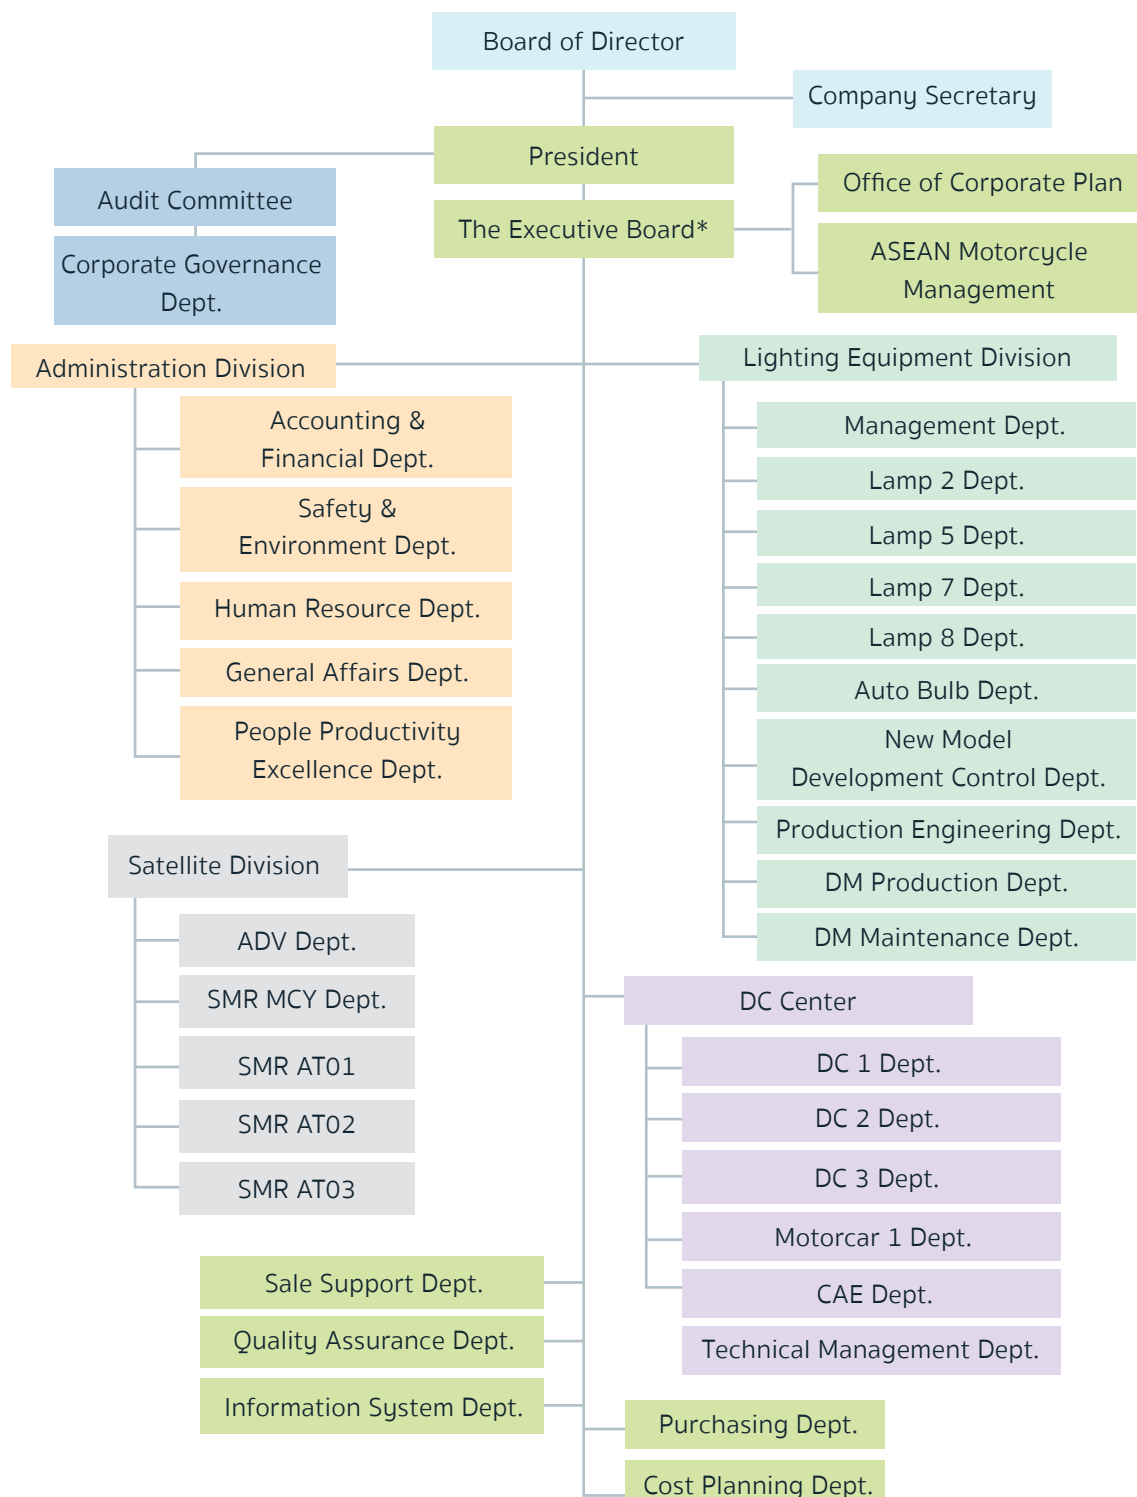 Board of Director
Company Secretary
President
Audit Committee
Office of Corporate Plan
The Executive Board*
Corporate Governance
Dept.
ASEAN Motorcycle
Management
Administration Division
Accounting &
Financial Dept.
Safety &
Environment Dept.
Human Resource Dept.
General Affairs Dept.
People Productivity
Excellence Dept.
Lighting Equipment Division
Management Dept.
Lamp 2 Dept.
Lamp 5 Dept.
Lamp 7 Dept.
Lamp 8 Dept.
Auto Bulb Dept.
New Model
Development Control Dept.
Production Engineering Dept.
DM Production Dept.
DM Maintenance Dept.
Satellite Division
ADV Dept.
SMR MCY Dept.
SMR AT01
SMR AT02
SMR AT03
DC Center
DC 1 Dept.
DC 2 Dept.
DC 3 Dept.
Motorcar 1 Dept.
CAE Dept.
Technical Management Dept.
Sale Support Dept.
Quality Assurance Dept.
Information System Dept.
Purchasing Dept.
Cost Planning Dept.